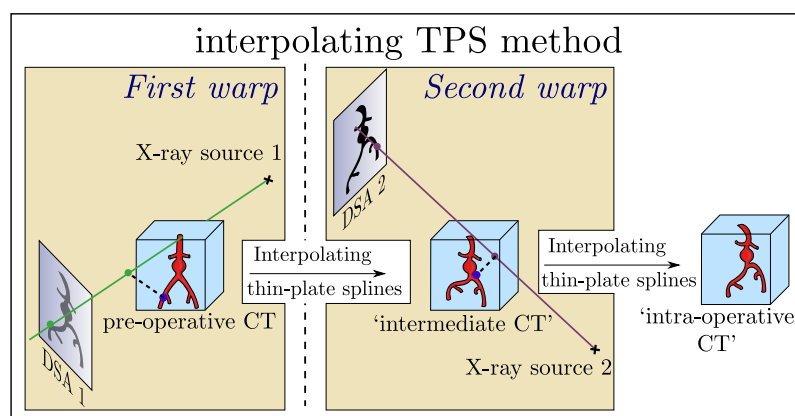 interpolating TPS method
First warp
Second warp
X-ray source 1
DSA 1
pre-operative CT
Interpolating
thin-plate splines
DSA 2
'intermediate CT'
X-ray source 2
Interpolating
thin-plate splines
'intra-operative
CT'